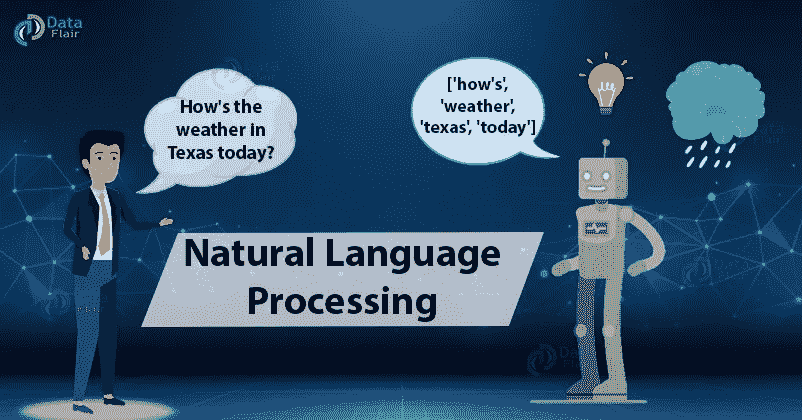 Data
Flair
How's the
weather in
Texas today?
['how's',
'weather',
'texas', 'today']
Natural Language
Processing